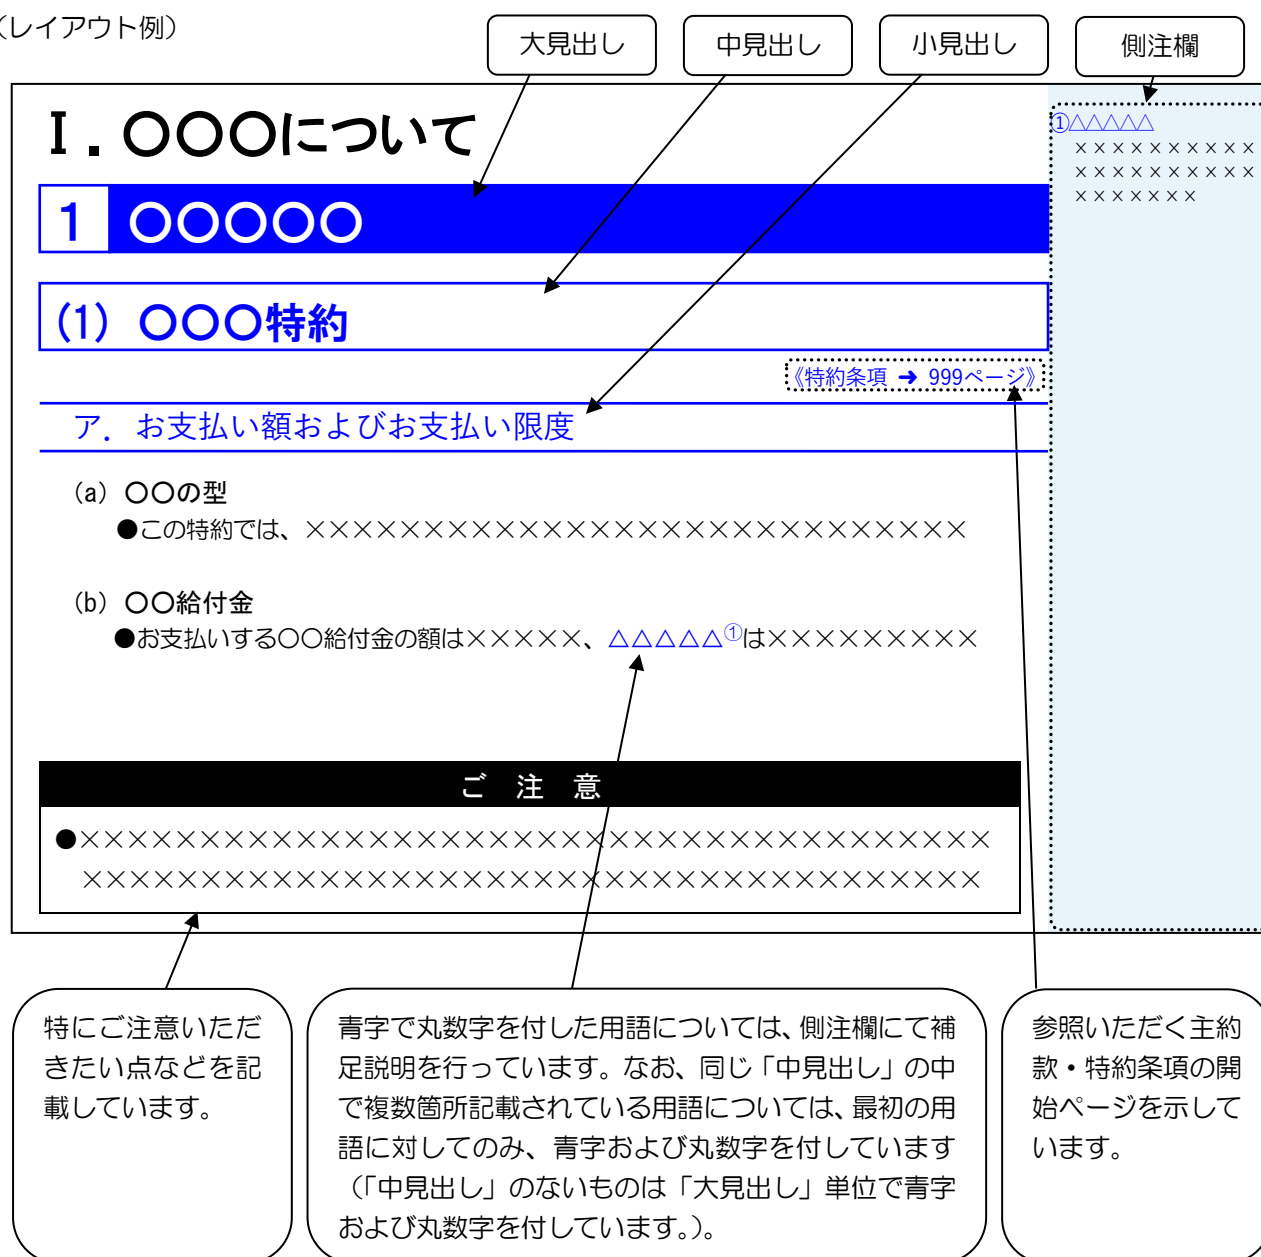 （レイアウト例）
大見出し
中見出し
小見出し
側注欄
Ⅰ．〇〇〇について
1 〇〇〇〇〇
(1) 〇〇〇特約
《特約条項 ➜ 999ページ》
ア．お支払い額およびお支払い限度
(a) 〇〇の型
●この特約では、××××××××××××××××××××××××××××
(b) 〇〇給付金
●お支払いする〇〇給付金の額は×××××、△△△△△①は×××××××××
ご 注 意
●××××××××××××××××××××××××××××××××××××××
××××××××××××××××××××××××××××××××××××××
①△△△△△
××××××××××
××××××××××
×××××××
特にご注意いただ
きたい点などを記
載しています。
青字で丸数字を付した用語については、側注欄にて補
足説明を行っています。なお、同じ「中見出し」の中
で複数箇所記載されている用語については、最初の用
語に対してのみ、青字および丸数字を付しています
（「中見出し」のないものは「大見出し」単位で青字
および丸数字を付しています。）。
参照いただく主約
款・特約条項の開
始ページを示して
います。